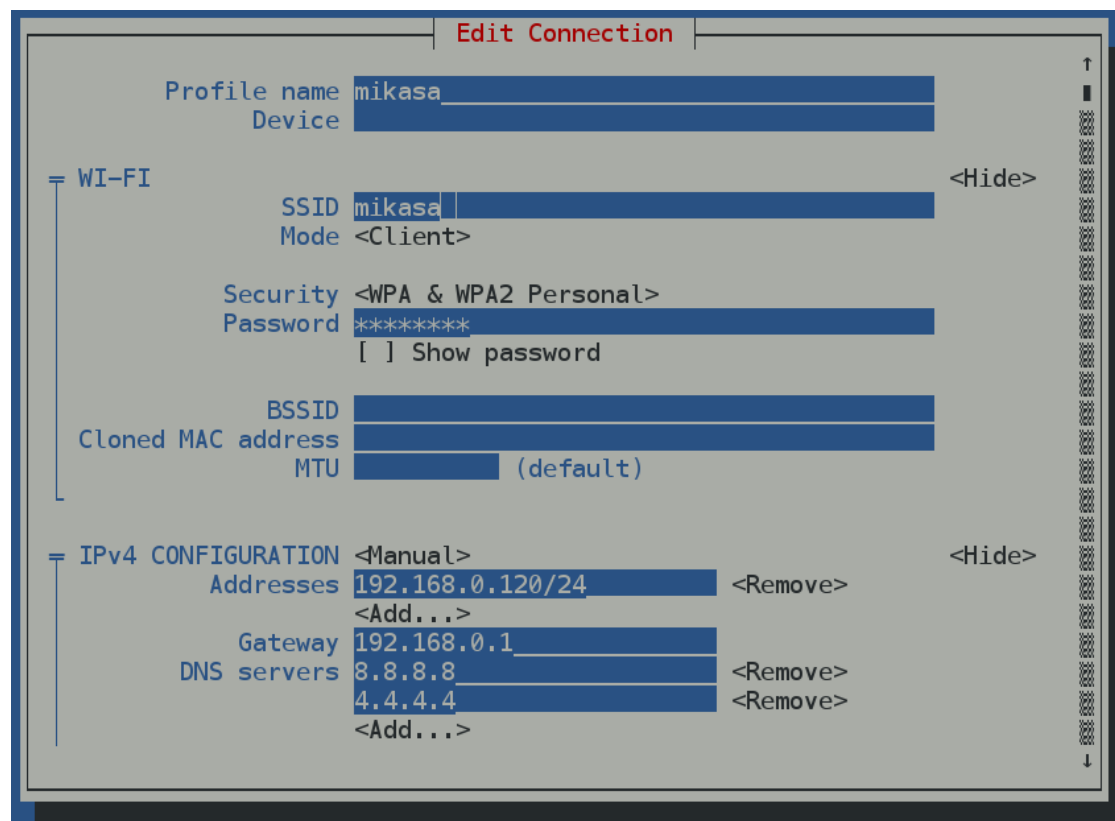 Edit Connection
Profile name mikasa
Device
WI-FI <Hide>
SSID mikasa
Mode <Client>
Security <WPA & WPA2 Personal>
Password ********
[ ] Show password
BSSID
Cloned MAC address
MTU (default)
IPv4 CONFIGURATION <Manual> <Hide>
Addresses 192.168.0.120/24 <Remove>
<Add...>
Gateway 192.168.0.1
DNS servers 8.8.8.8 <Remove>
4.4.4.4 <Remove>
<Add...>